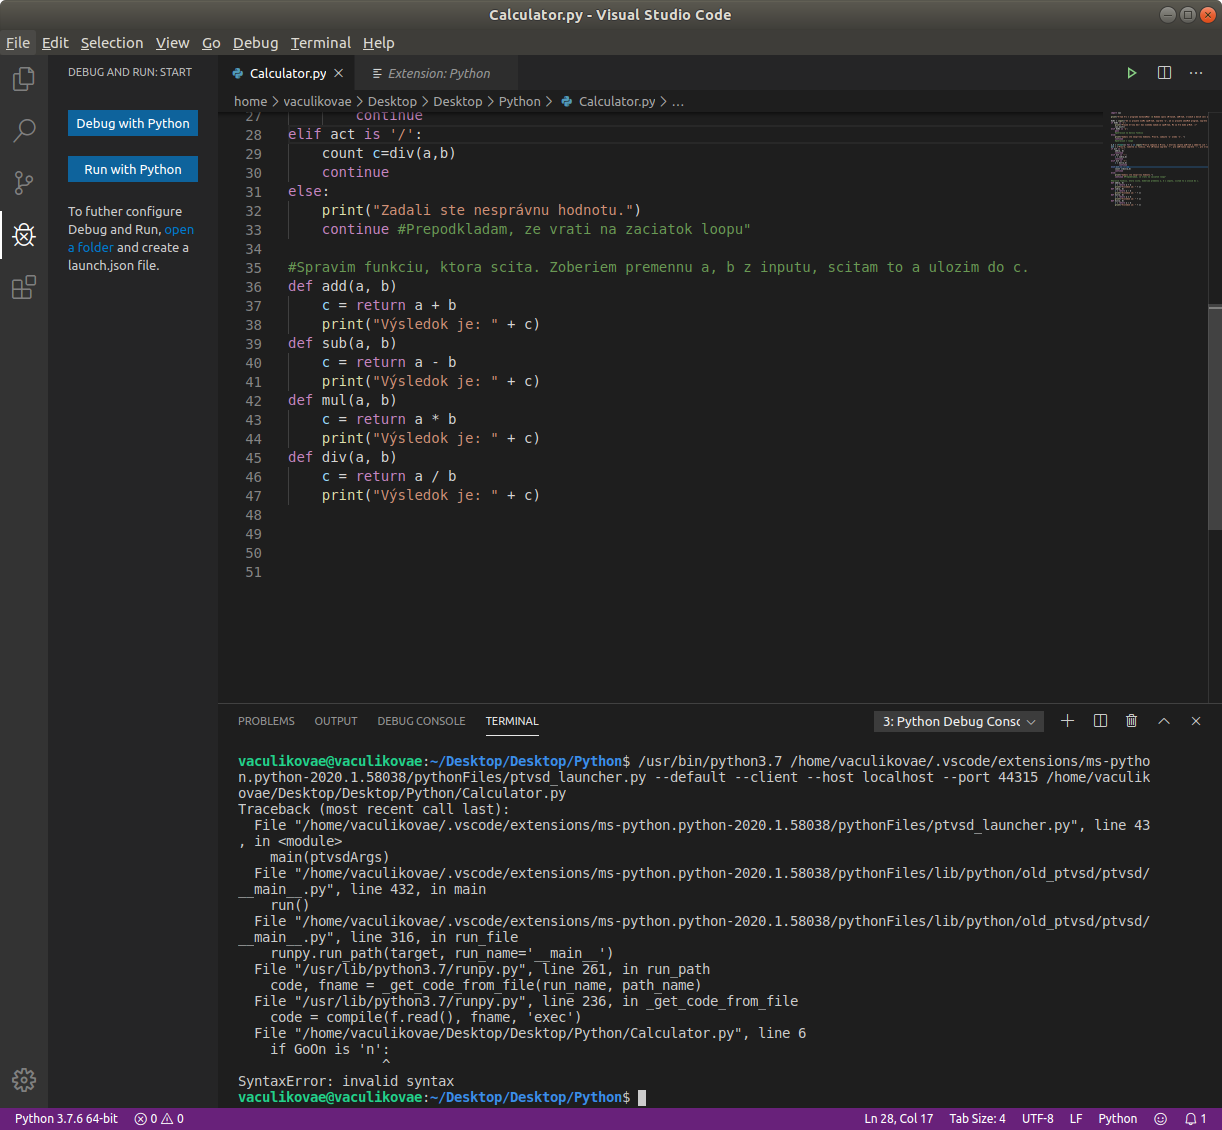 Calculator.py - Visual Studio Code
File Edit Selection View Go Debug Terminal Help
DEBUG AND RUN: START
Calculator.py
Extension: Python
Debug with Python
Run with Python
To futher configure
Debug and Run, open
a folder and create a
launch.json file.
home > vaculikovae > Desktop > Desktop > Python > Calculator.py > ...
27 continue
28 elif act is '/':
29 count c=div(a,b)
30 continue
31 else:
32 print("Zadali ste nesprávnu hodnotu.")
33 continue #Prepodkladam, ze vrati na zaciatok loopu"
34
35 #Spravim funkciu, ktora scita. Zoberiem premennu a, b z inputu, scitam to a ulozim do c.
36 def add(a, b)
37 c = return a + b
38 print("Výsledok je: " + c)
39 def sub(a, b)
40 c = return a - b
41 print("Výsledok je: " + c)
42 def mul(a, b)
43 c = return a * b
44 print("Výsledok je: " + c)
45 def div(a, b)
46 c = return a / b
47 print("Výsledok je: " + c)
48
49
50
51
PROBLEMS OUTPUT DEBUG CONSOLE TERMINAL 3: Python Debug Consc
vaculikovae@vaculikovae:~/Desktop/Desktop/Python$ /usr/bin/python3.7 /home/vaculikovae/.vscode/extensions/ms-pytho
n.python-2020.1.58038/pythonFiles/ptvsd_launcher.py --default --client --host localhost --port 44315 /home/vaculik
ovae/Desktop/Desktop/Python/Calculator.py
Traceback (most recent call last):
File "/home/vaculikovae/.vscode/extensions/ms-python.python-2020.1.58038/pythonFiles/ptvsd_launcher.py", line 43
, in <module>
main(ptvsdArgs)
File "/home/vaculikovae/.vscode/extensions/ms-python.python-2020.1.58038/pythonFiles/lib/python/old_ptvsd/ptvsd/
__main__.py", line 432, in main
run()
File "/home/vaculikovae/.vscode/extensions/ms-python.python-2020.1.58038/pythonFiles/lib/python/old_ptvsd/ptvsd/
__main__.py", line 316, in run_file
runpy.run_path(target, run_name='__main__')
File "/usr/lib/python3.7/runpy.py", line 261, in run_path
code, fname = _get_code_from_file(run_name, path_name)
File "/usr/lib/python3.7/runpy.py", line 236, in _get_code_from_file
code = compile(f.read(), fname, 'exec')
File "/home/vaculikovae/Desktop/Desktop/Python/Calculator.py", line 6
if GoOn is 'n':
^
SyntaxError: invalid syntax
vaculikovae@vaculikovae:~/Desktop/Desktop/Python$
Python 3.7.6 64-bit 0 0 Ln 28, Col 17 Tab Size: 4 UTF-8 LF Python 1